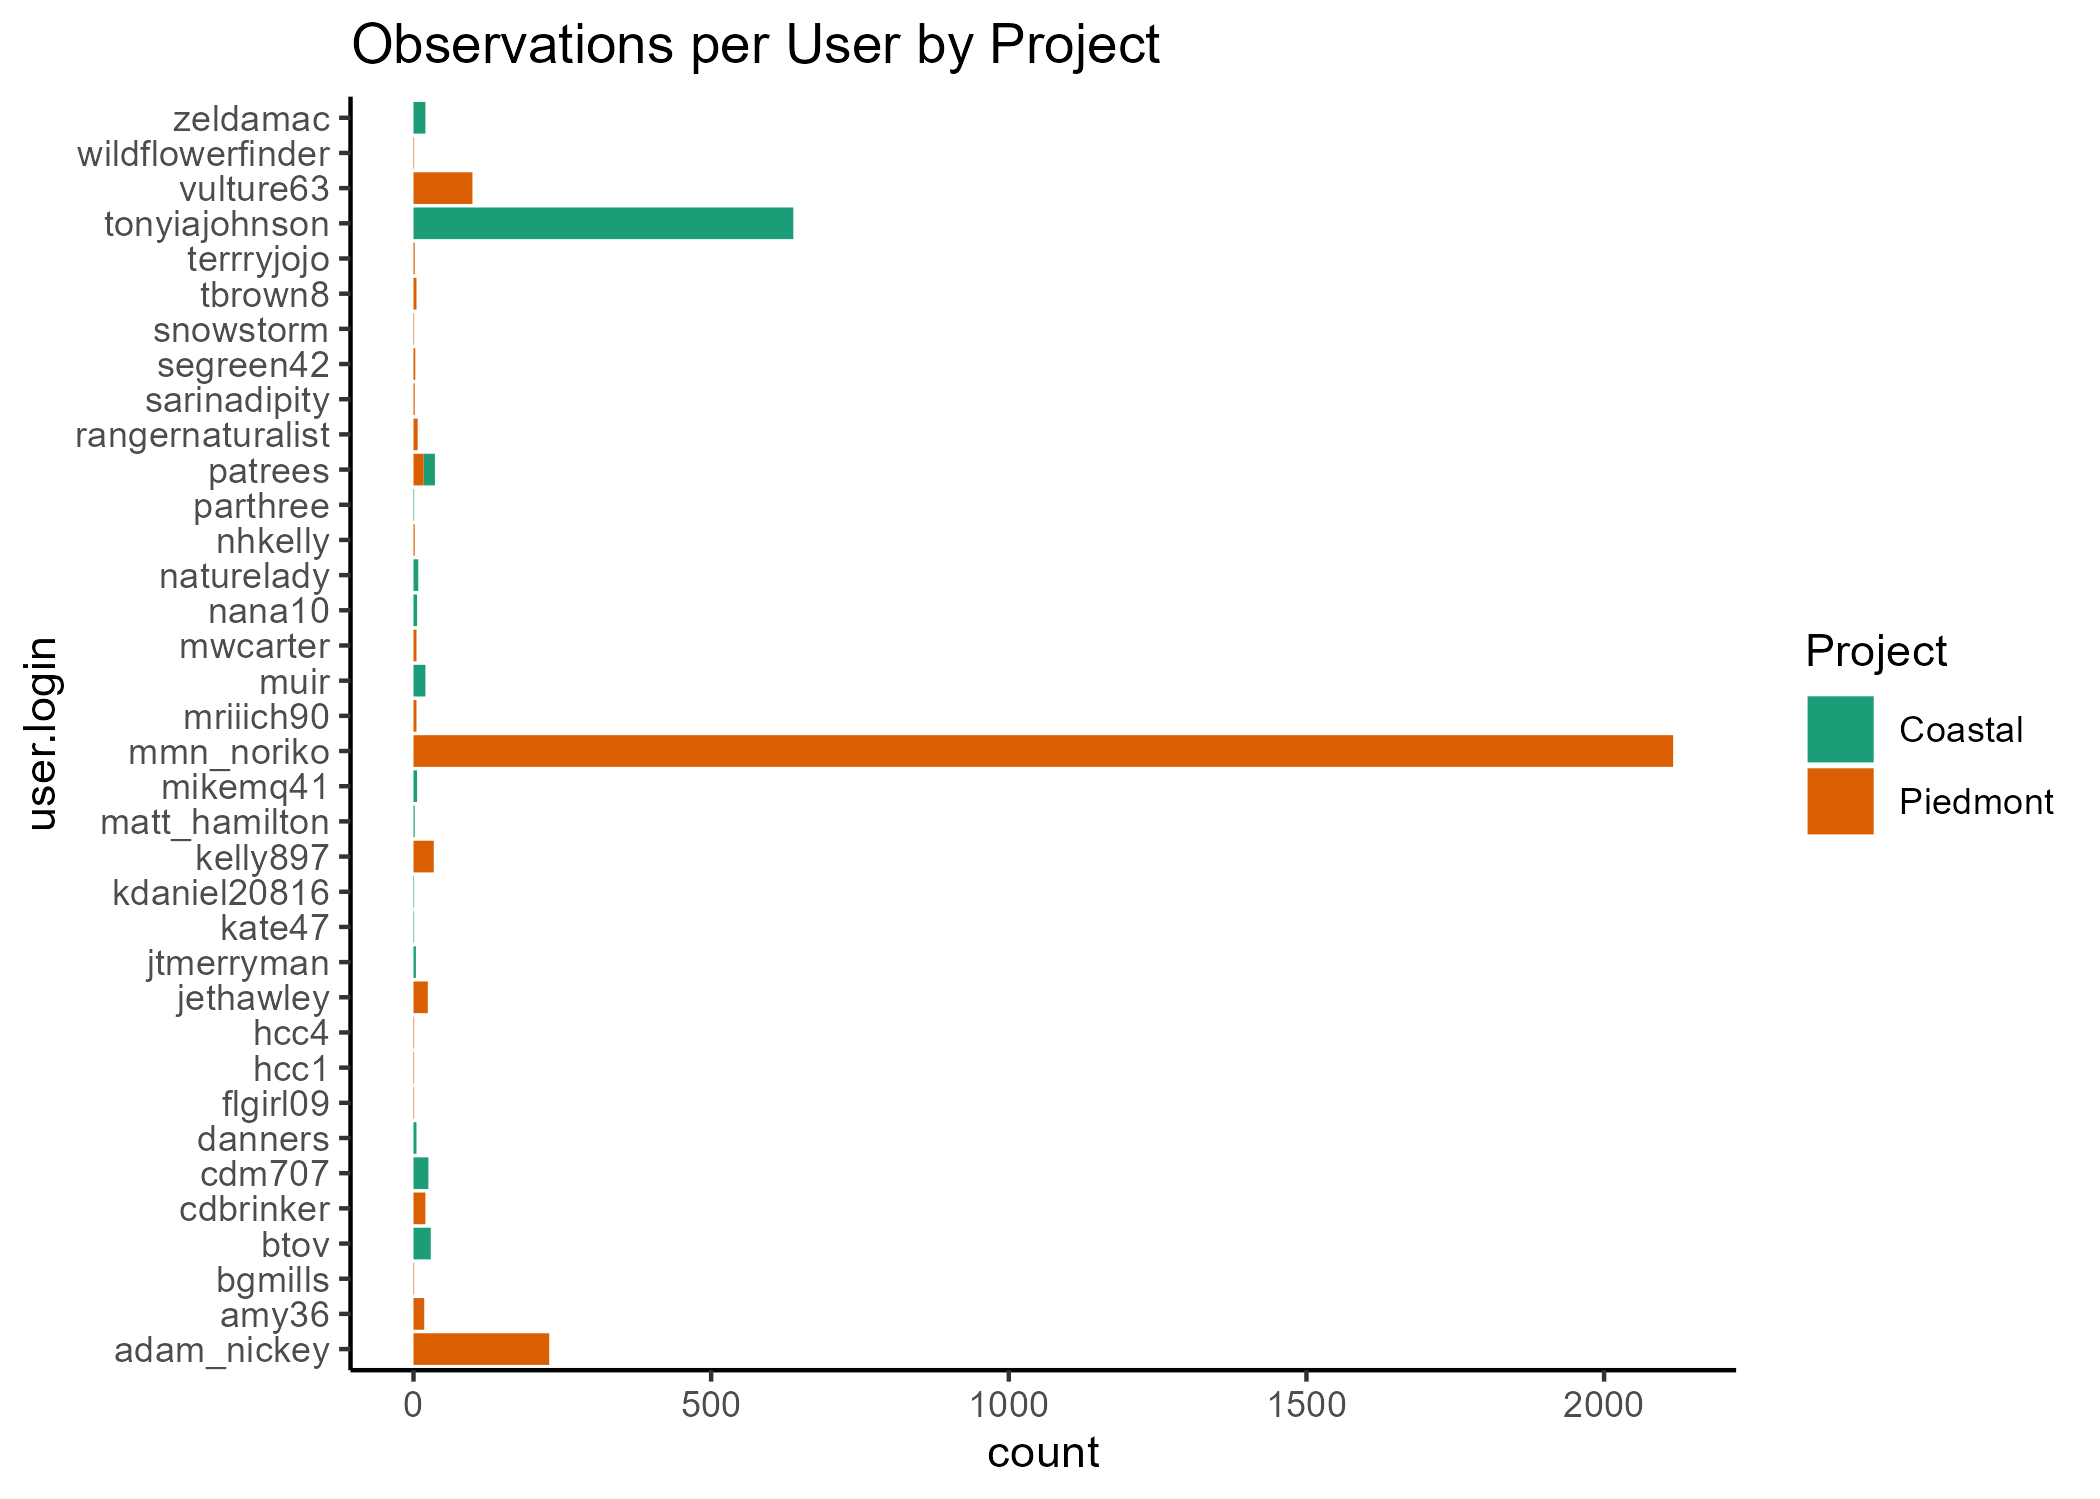 Observations per User by Project
zeldamac
wildflowerfinder
vulture63
tonyiajohnson
terrryjojo
tbrown8
snowstorm
segreen42
sarinadipity
rangernaturalist
patrees
parthree
nhkelly
naturelady
nana10
mwcarter
muir
mriiich90
mmn_noriko
mikemq41
matt_hamilton
kelly897
kdaniel20816
kate47
jtmerryman
jethawley
hcc4
hcc1
flgirl09
danners
cdm707
cdbrinker
btov
bgmills
amy36
adam_nickey
user.login
0 500 1000 1500 2000
count
Project
Coastal
Piedmont